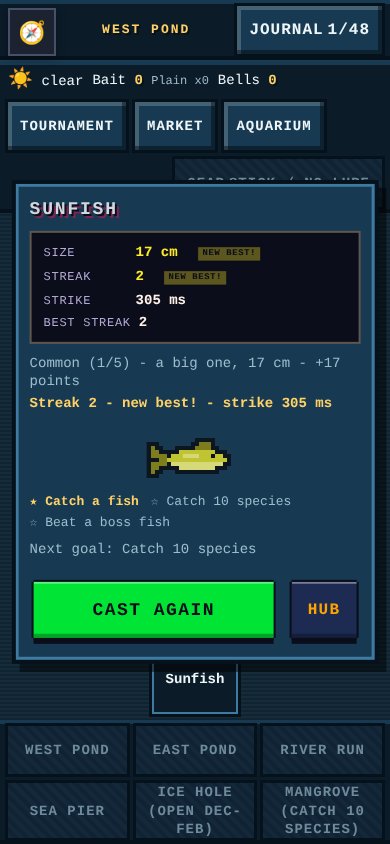 WEST POND
JOURNAL 1/48
clear Bait 0 Plain x0 Bells 0
TOURNAMENT MARKET AQUARIUM
SUNFISH
SIZE 17 cm NEW BEST!
STREAK 2 NEW BEST!
STRIKE 305 ms
BEST STREAK 2
Common (1/5) - a big one, 17 cm - +17
points
Streak 2 - new best! - strike 305 ms
★ Catch a fish ☆ Catch 10 species
☆ Beat a boss fish
Next goal: Catch 10 species
CAST AGAIN HUB
Sunfish
WEST POND EAST POND RIVER RUN
SEA PIER
ICE HOLE
(OPEN DEC-
FEB)
MANGROVE
(CATCH 10
SPECIES)